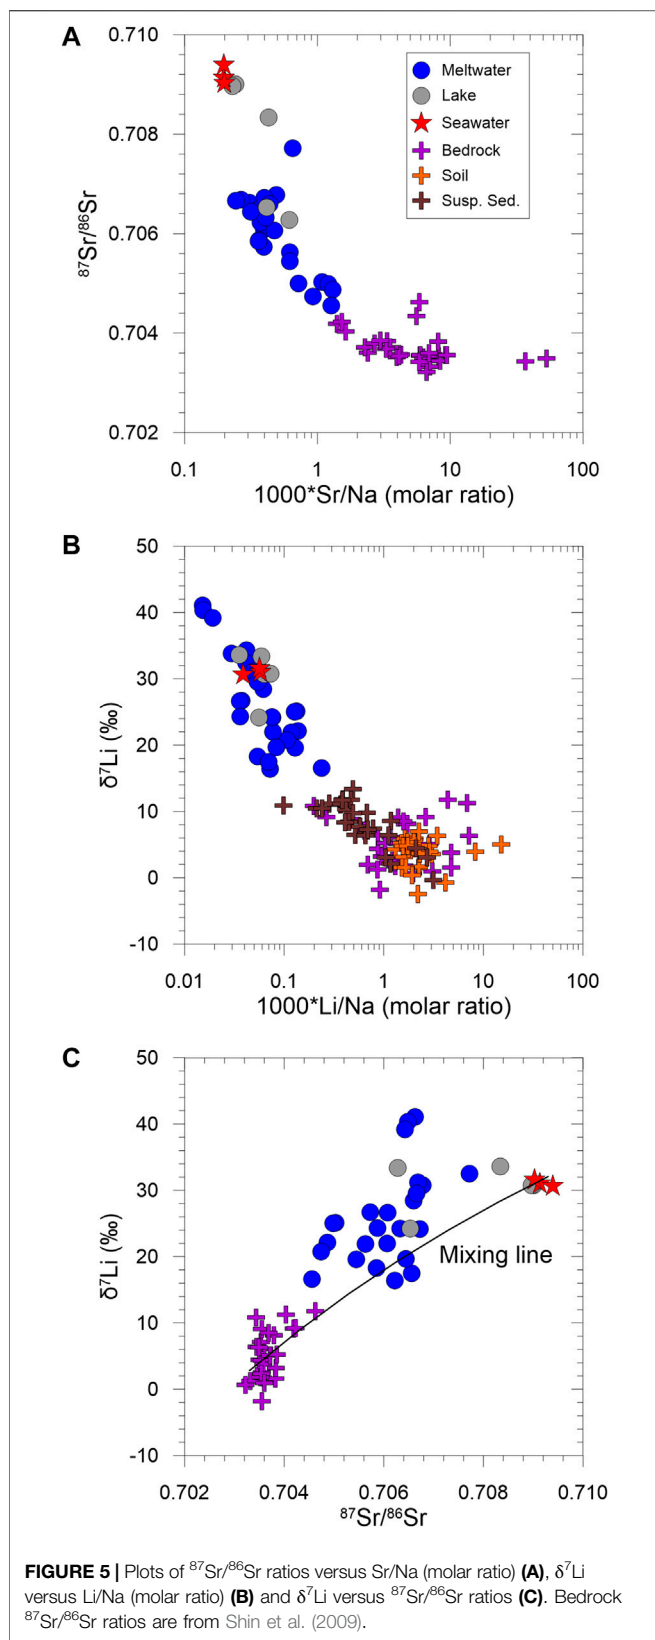 A
0.710
0.708
0.706
0.704
0.702
⁸⁷Sr/⁸⁶Sr
Meltwater
Lake
Seawater
Bedrock
Soil
Susp. Sed.
0.1 1 10 100
1000*Sr/Na (molar ratio)
B
50
40
30
20
10
0
-10
δ⁷Li (‰)
0.01 0.1 1 10 100
1000*Li/Na (molar ratio)
C
50
40
30
20
10
0
-10
δ⁷Li (‰)
Mixing line
0.702 0.704 0.706 0.708 0.710
⁸⁷Sr/⁸⁶Sr
FIGURE 5 | Plots of ⁸⁷Sr/⁸⁶Sr ratios versus Sr/Na (molar ratio) (A), δ⁷Li
versus Li/Na (molar ratio) (B) and δ⁷Li versus ⁸⁷Sr/⁸⁶Sr ratios (C). Bedrock
⁸⁷Sr/⁸⁶Sr ratios are from Shin et al. (2009).